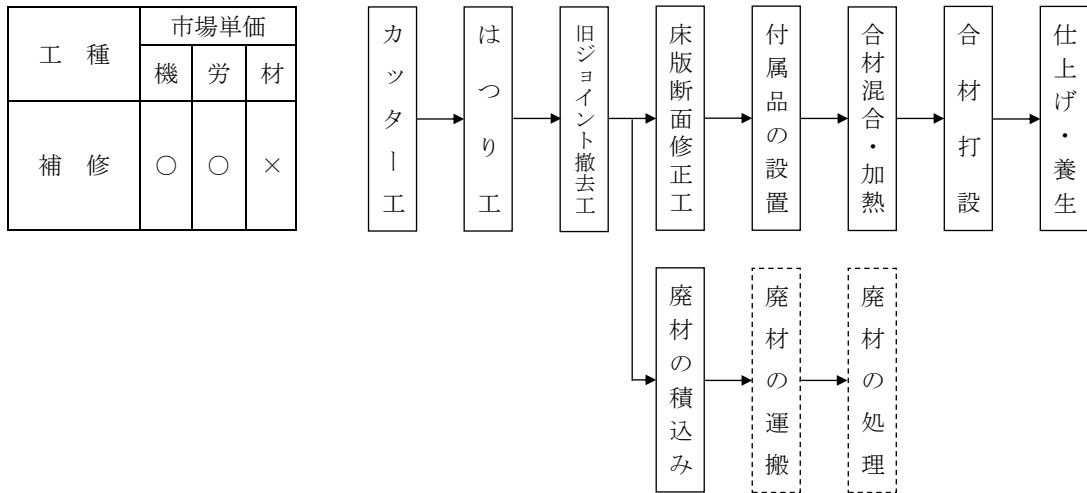 工種
市場単価
機 労 材
補修 ○ ○ ×
カッター工
はつり工
旧ジョイント撤去工
床版断面修正工
付属品の設置
合材混合・加熱
合材打設
仕上げ・養生
廃材の積込み
廃材の運搬
廃材の処理